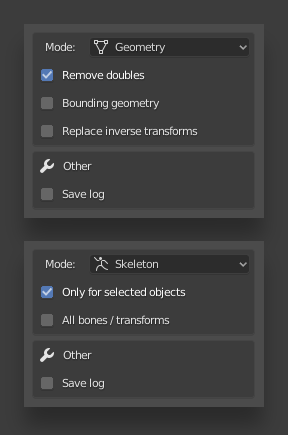 Mode: Geometry
Remove doubles
Bounding geometry
Replace inverse transforms
Other
Save log
Mode: Skeleton
Only for selected objects
All bones / transforms
Other
Save log